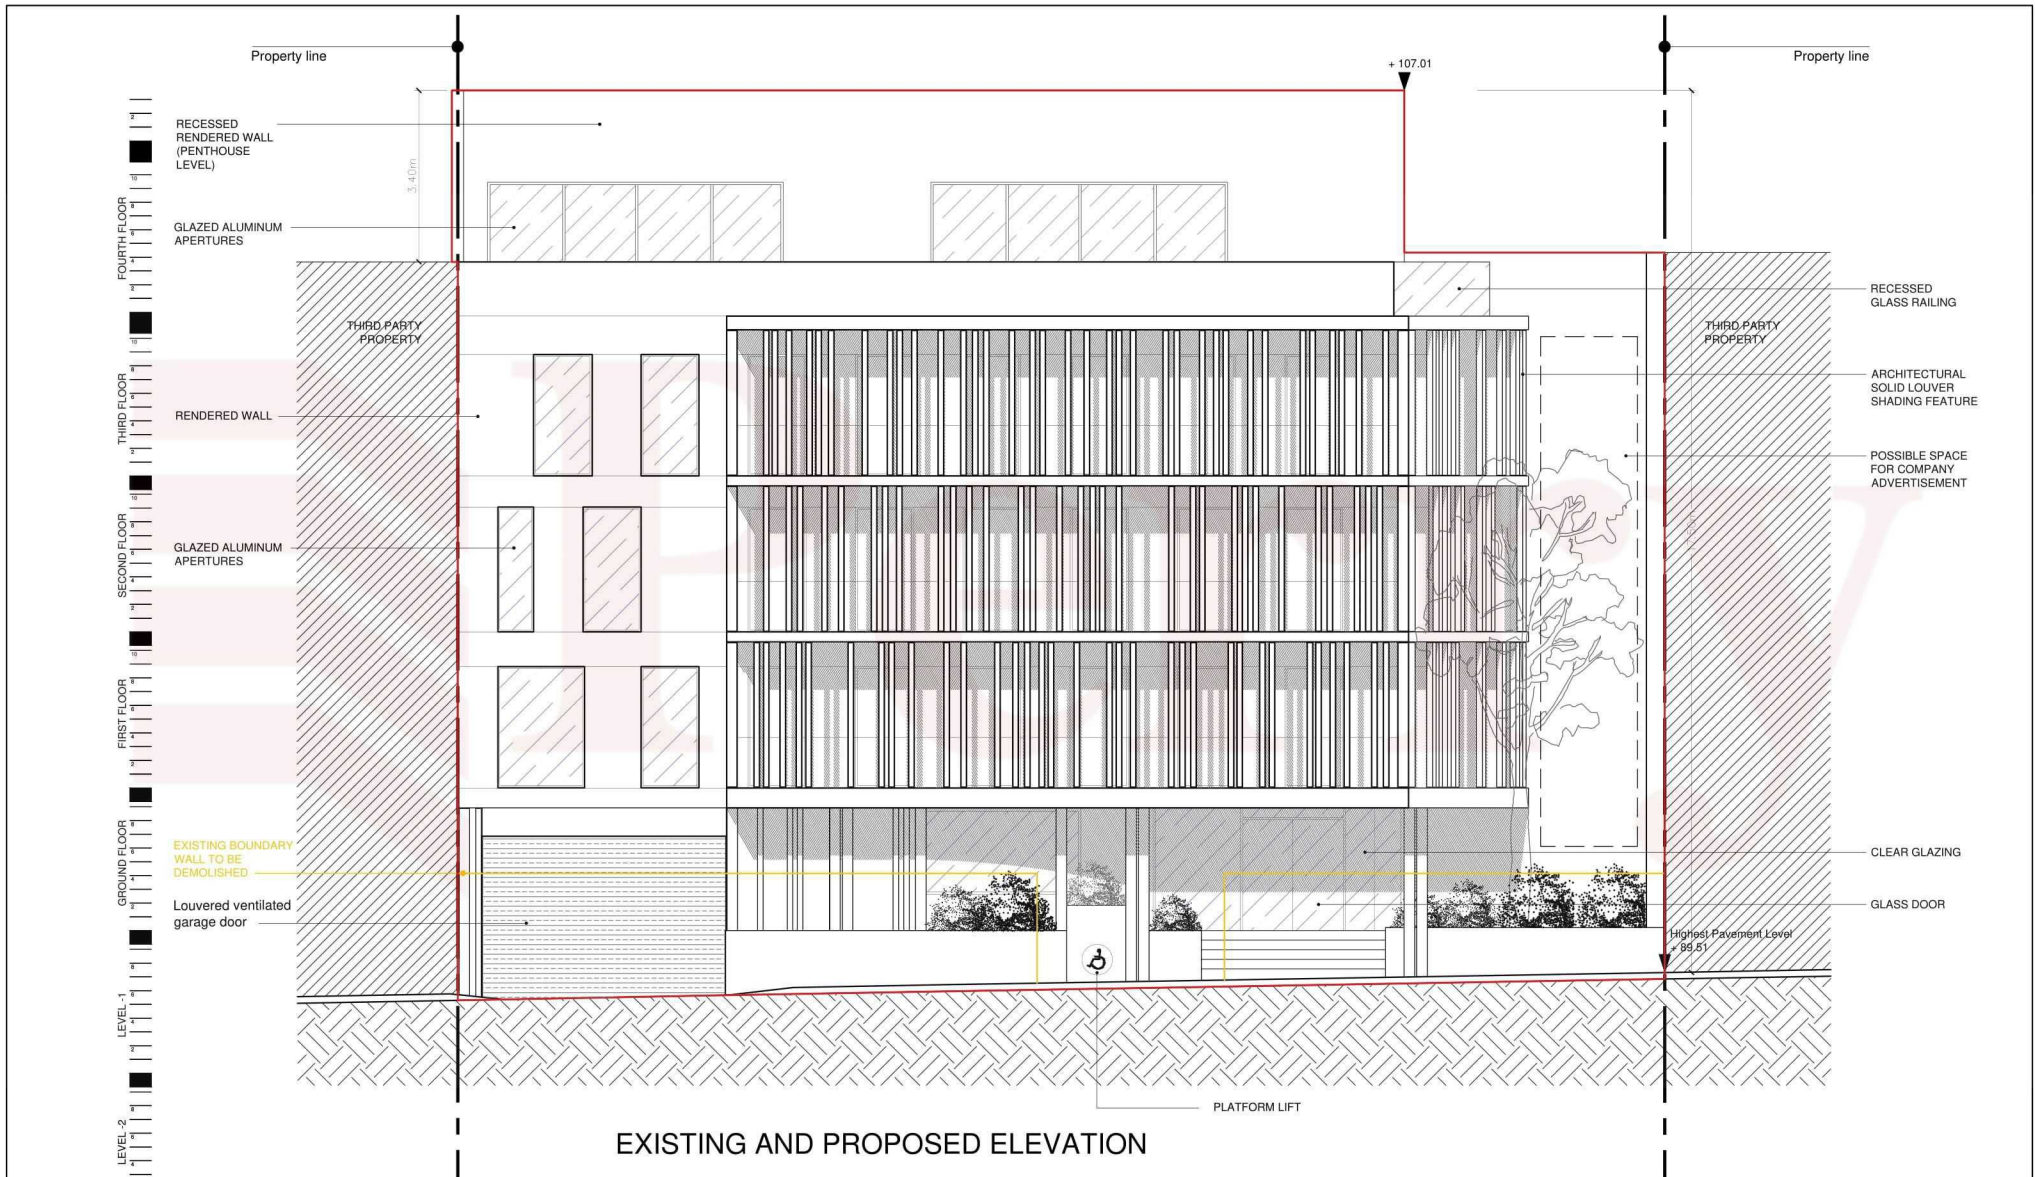 Property line
Property line
+ 107.01
RECESSED
RENDERED WALL
(PENTHOUSE
LEVEL)
3.40m
GLAZED ALUMINUM
APERTURES
FOURTH FLOOR
RECESSED
GLASS RAILING
THIRD PARTY
PROPERTY
THIRD PARTY
PROPERTY
ARCHITECTURAL
SOLID LOUVER
SHADING FEATURE
RENDERED WALL
THIRD FLOOR
POSSIBLE SPACE
FOR COMPANY
ADVERTISEMENT
GLAZED ALUMINUM
APERTURES
SECOND FLOOR
Perry
FIRST FLOOR
EXISTING BOUNDARY
WALL TO BE
DEMOLISHED
CLEAR GLAZING
GROUND FLOOR
Louvered ventilated
garage door
GLASS DOOR
Highest Pavement Level
+ 89.51
LEVEL -1
PLATFORM LIFT
LEVEL -2
EXISTING AND PROPOSED ELEVATION